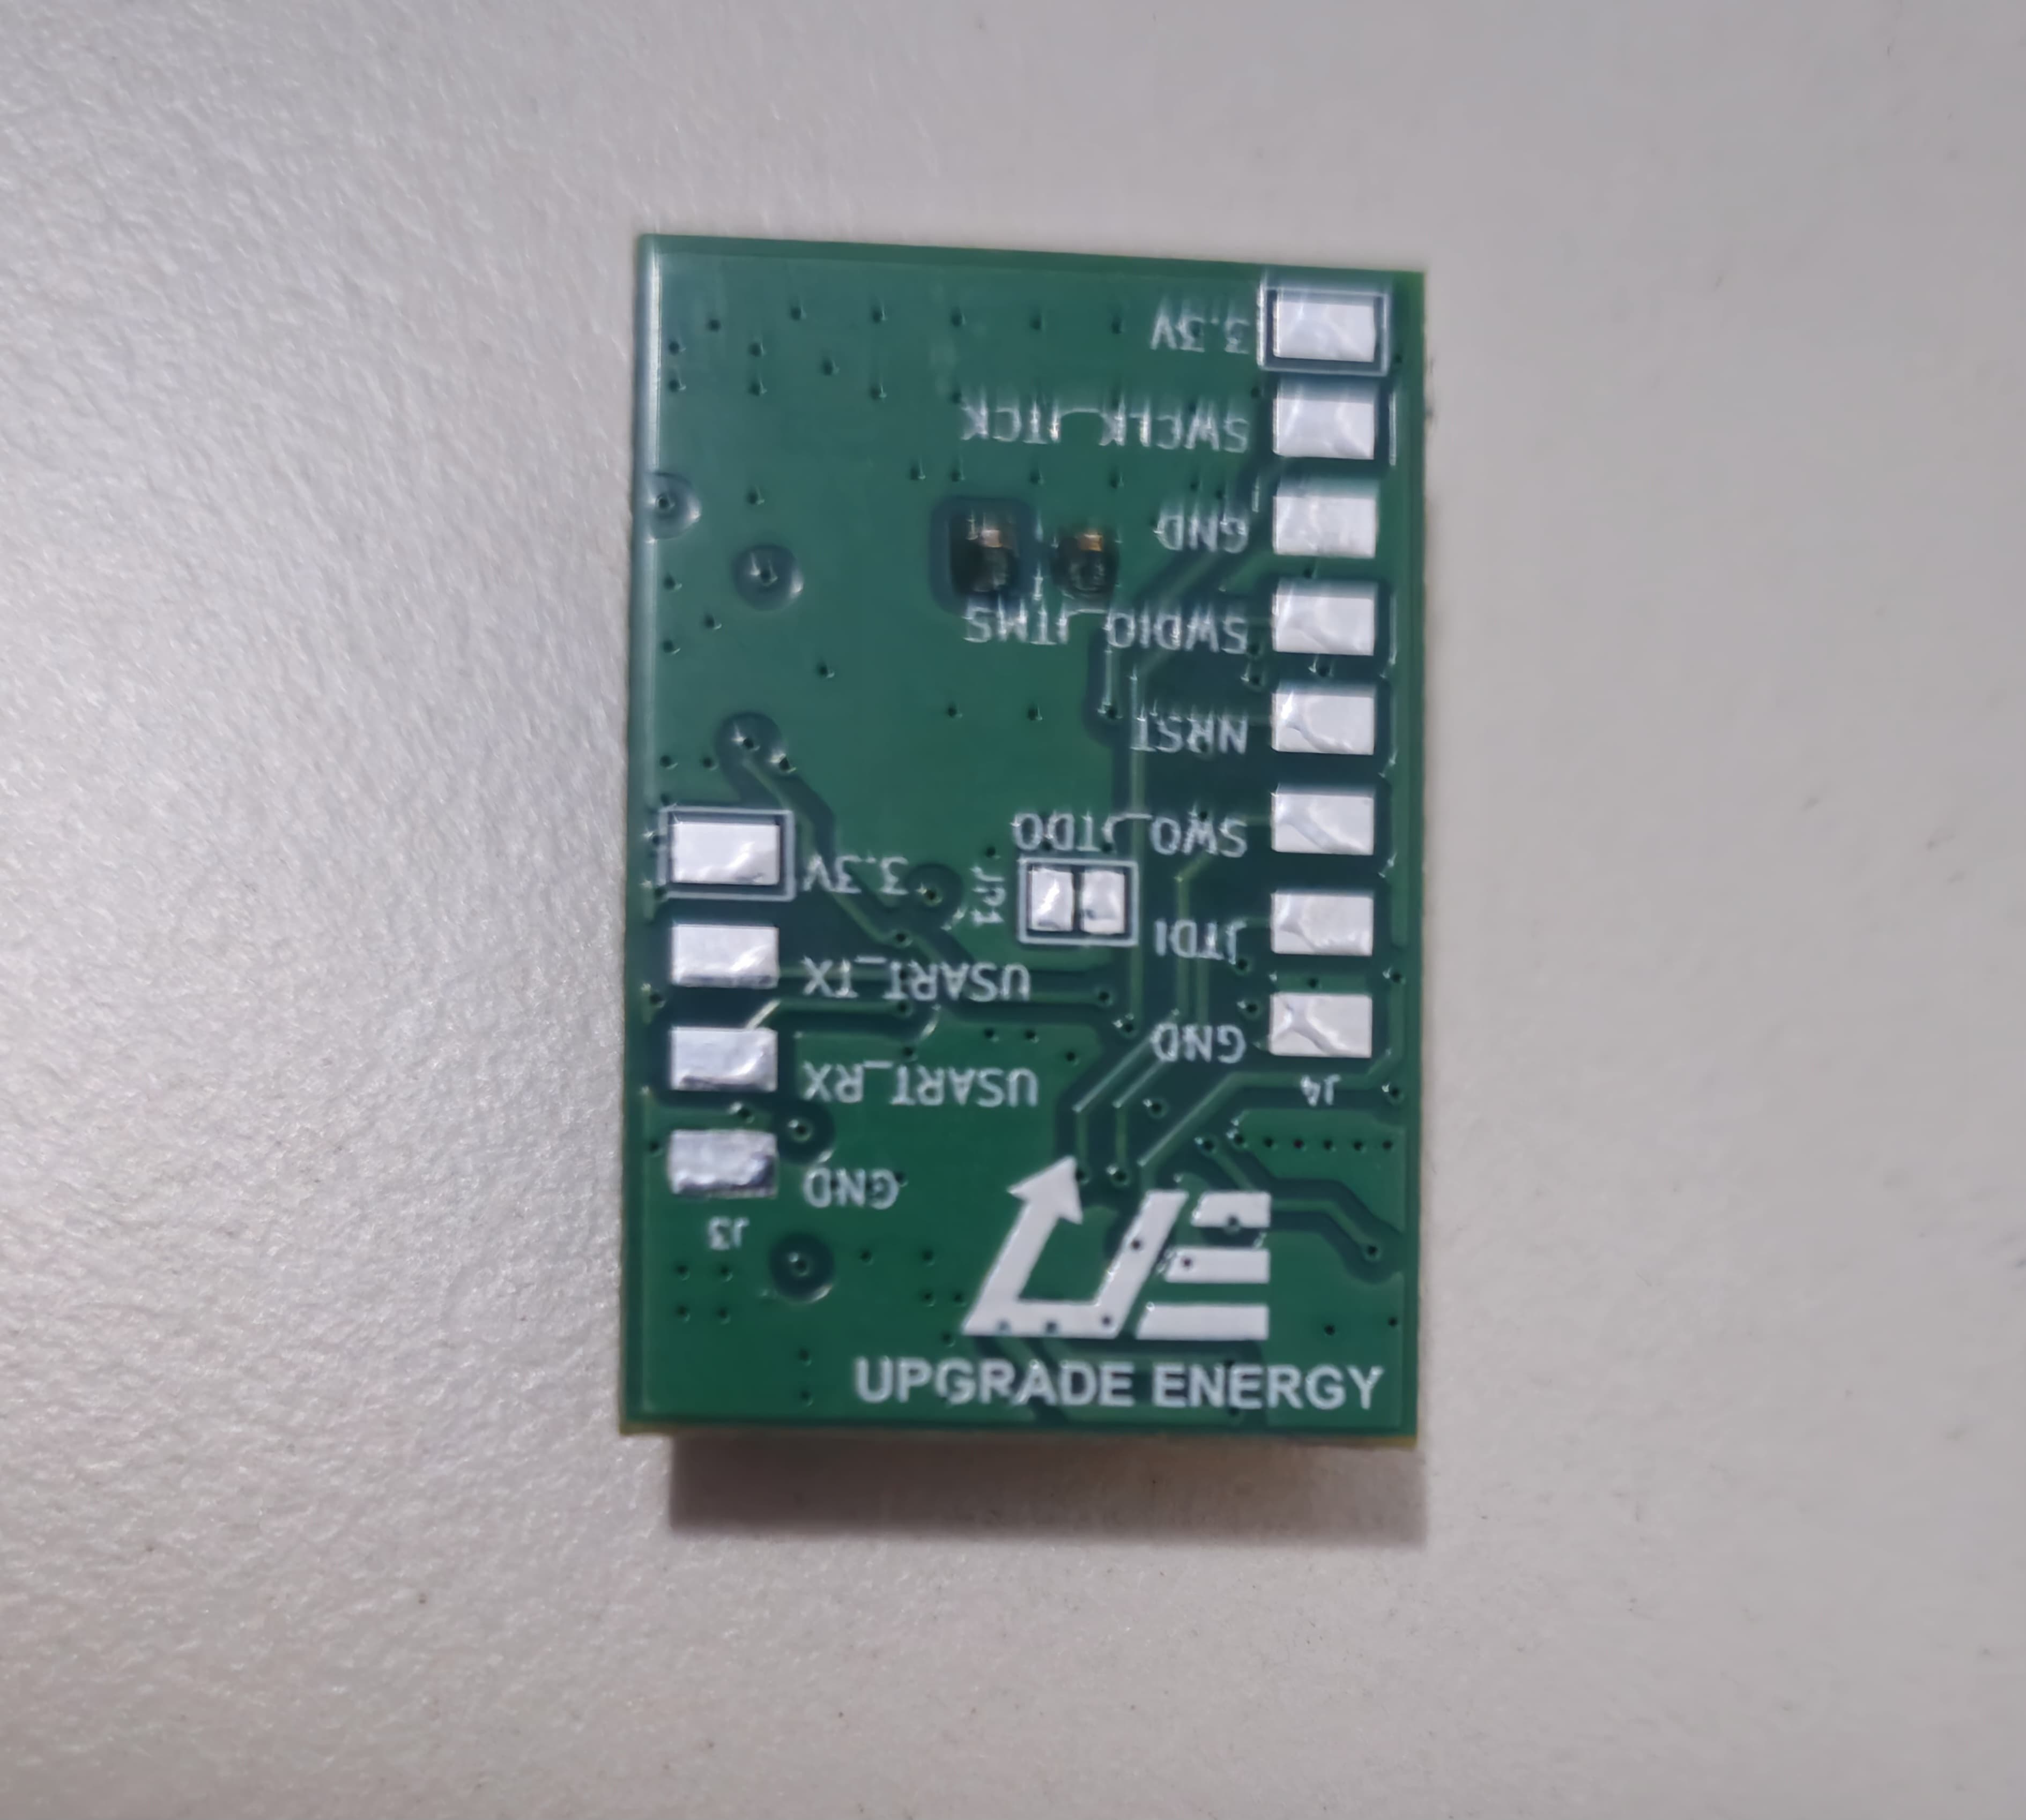 3.3V
SWCLK_JTCK
GND
SWDIO_JTMS
NRST
SWO_JTDO
JTDI
GND
J4
JP1
3.3V
USART_TX
USART_RX
GND
J3
UE
UPGRADE ENERGY